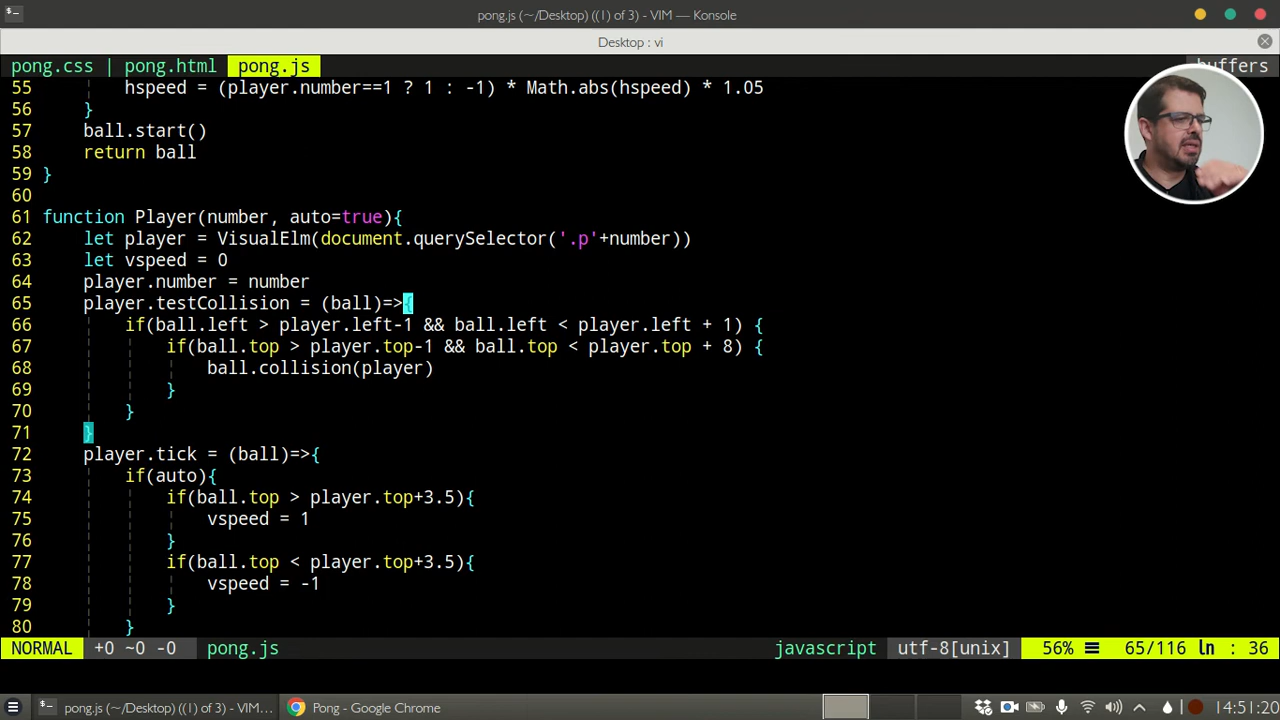 pong.js (~/Desktop) ((1) of 3) - VIM — Konsole
Desktop : vi
pong.css | pong.html pong.js buffers
55 hspeed = (player.number==1 ? 1 : -1) * Math.abs(hspeed) * 1.05
56 }
57 ball.start()
58 return ball
59 }
60
61 function Player(number, auto=true){
62 let player = VisualElm(document.querySelector('.p'+number))
63 let vspeed = 0
64 player.number = number
65 player.testCollision = (ball)=>{
66 if(ball.left > player.left-1 && ball.left < player.left + 1) {
67 if(ball.top > player.top-1 && ball.top < player.top + 8) {
68 ball.collision(player)
69 }
70 }
71 }
72 player.tick = (ball)=>{
73 if(auto){
74 if(ball.top > player.top+3.5){
75 vspeed = 1
76 }
77 if(ball.top < player.top+3.5){
78 vspeed = -1
79 }
80 }
NORMAL +0 ~0 -0 pong.js javascript utf-8[unix] 56% ☰ 65/116 ln : 36
pong.js (~/Desktop) ((1) of 3) - VIM... Pong - Google Chrome 14:51:20